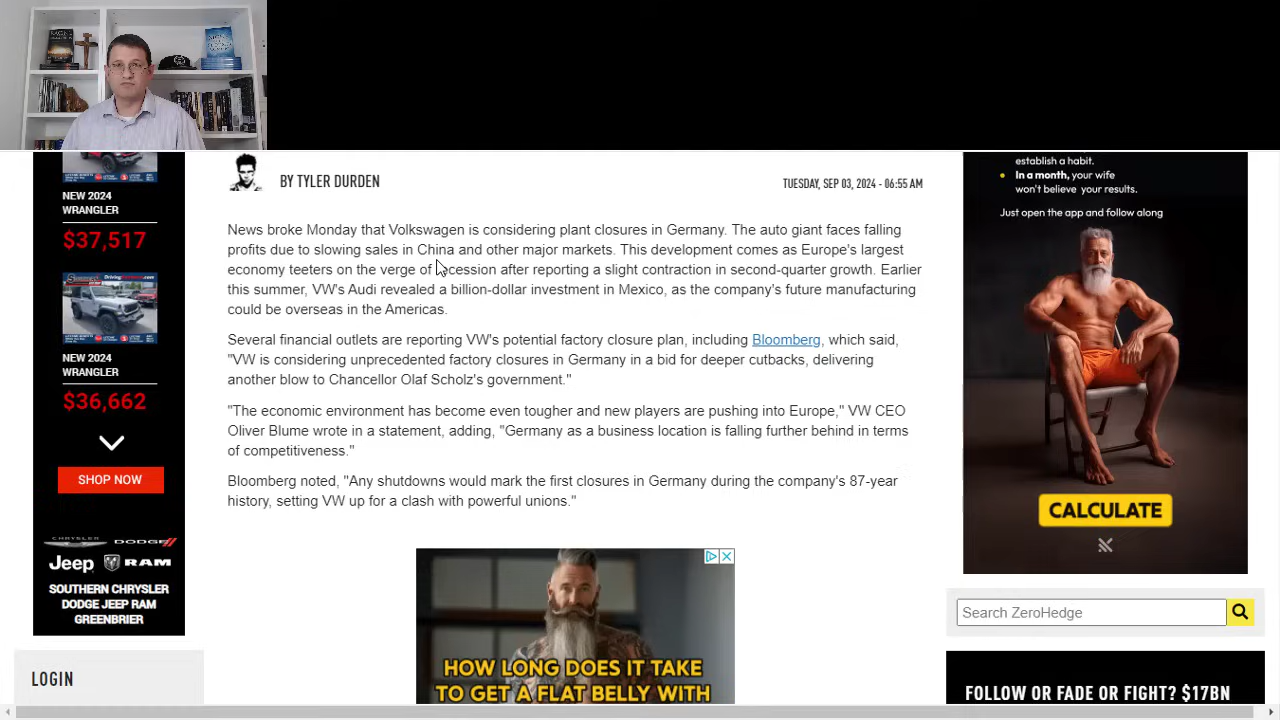 establish a habit.
In a month, your wife
won't believe your results.
Just open the app and follow along
NEW 2024
WRANGLER
$37,517
NEW 2024
WRANGLER
$36,662
SHOP NOW
CHRYSLER
DODGE
Jeep
RAM
SOUTHERN CHRYSLER
DODGE JEEP RAM
GREENBRIER
LOGIN
BY TYLER DURDEN
TUESDAY, SEP 03, 2024 - 06:55 AM
News broke Monday that Volkswagen is considering plant closures in Germany. The auto giant faces falling
profits due to slowing sales in China and other major markets. This development comes as Europe's largest
economy teeters on the verge of recession after reporting a slight contraction in second-quarter growth. Earlier
this summer, VW's Audi revealed a billion-dollar investment in Mexico, as the company's future manufacturing
could be overseas in the Americas.
Several financial outlets are reporting VW's potential factory closure plan, including Bloomberg, which said,
"VW is considering unprecedented factory closures in Germany in a bid for deeper cutbacks, delivering
another blow to Chancellor Olaf Scholz's government."
"The economic environment has become even tougher and new players are pushing into Europe," VW CEO
Oliver Blume wrote in a statement, adding, "Germany as a business location is falling further behind in terms
of competitiveness."
Bloomberg noted, "Any shutdowns would mark the first closures in Germany during the company's 87-year
history, setting VW up for a clash with powerful unions."
HOW LONG DOES IT TAKE
TO GET A FLAT BELLY WITH
CALCULATE
Search ZeroHedge
FOLLOW OR FADE OR FIGHT? $17BN